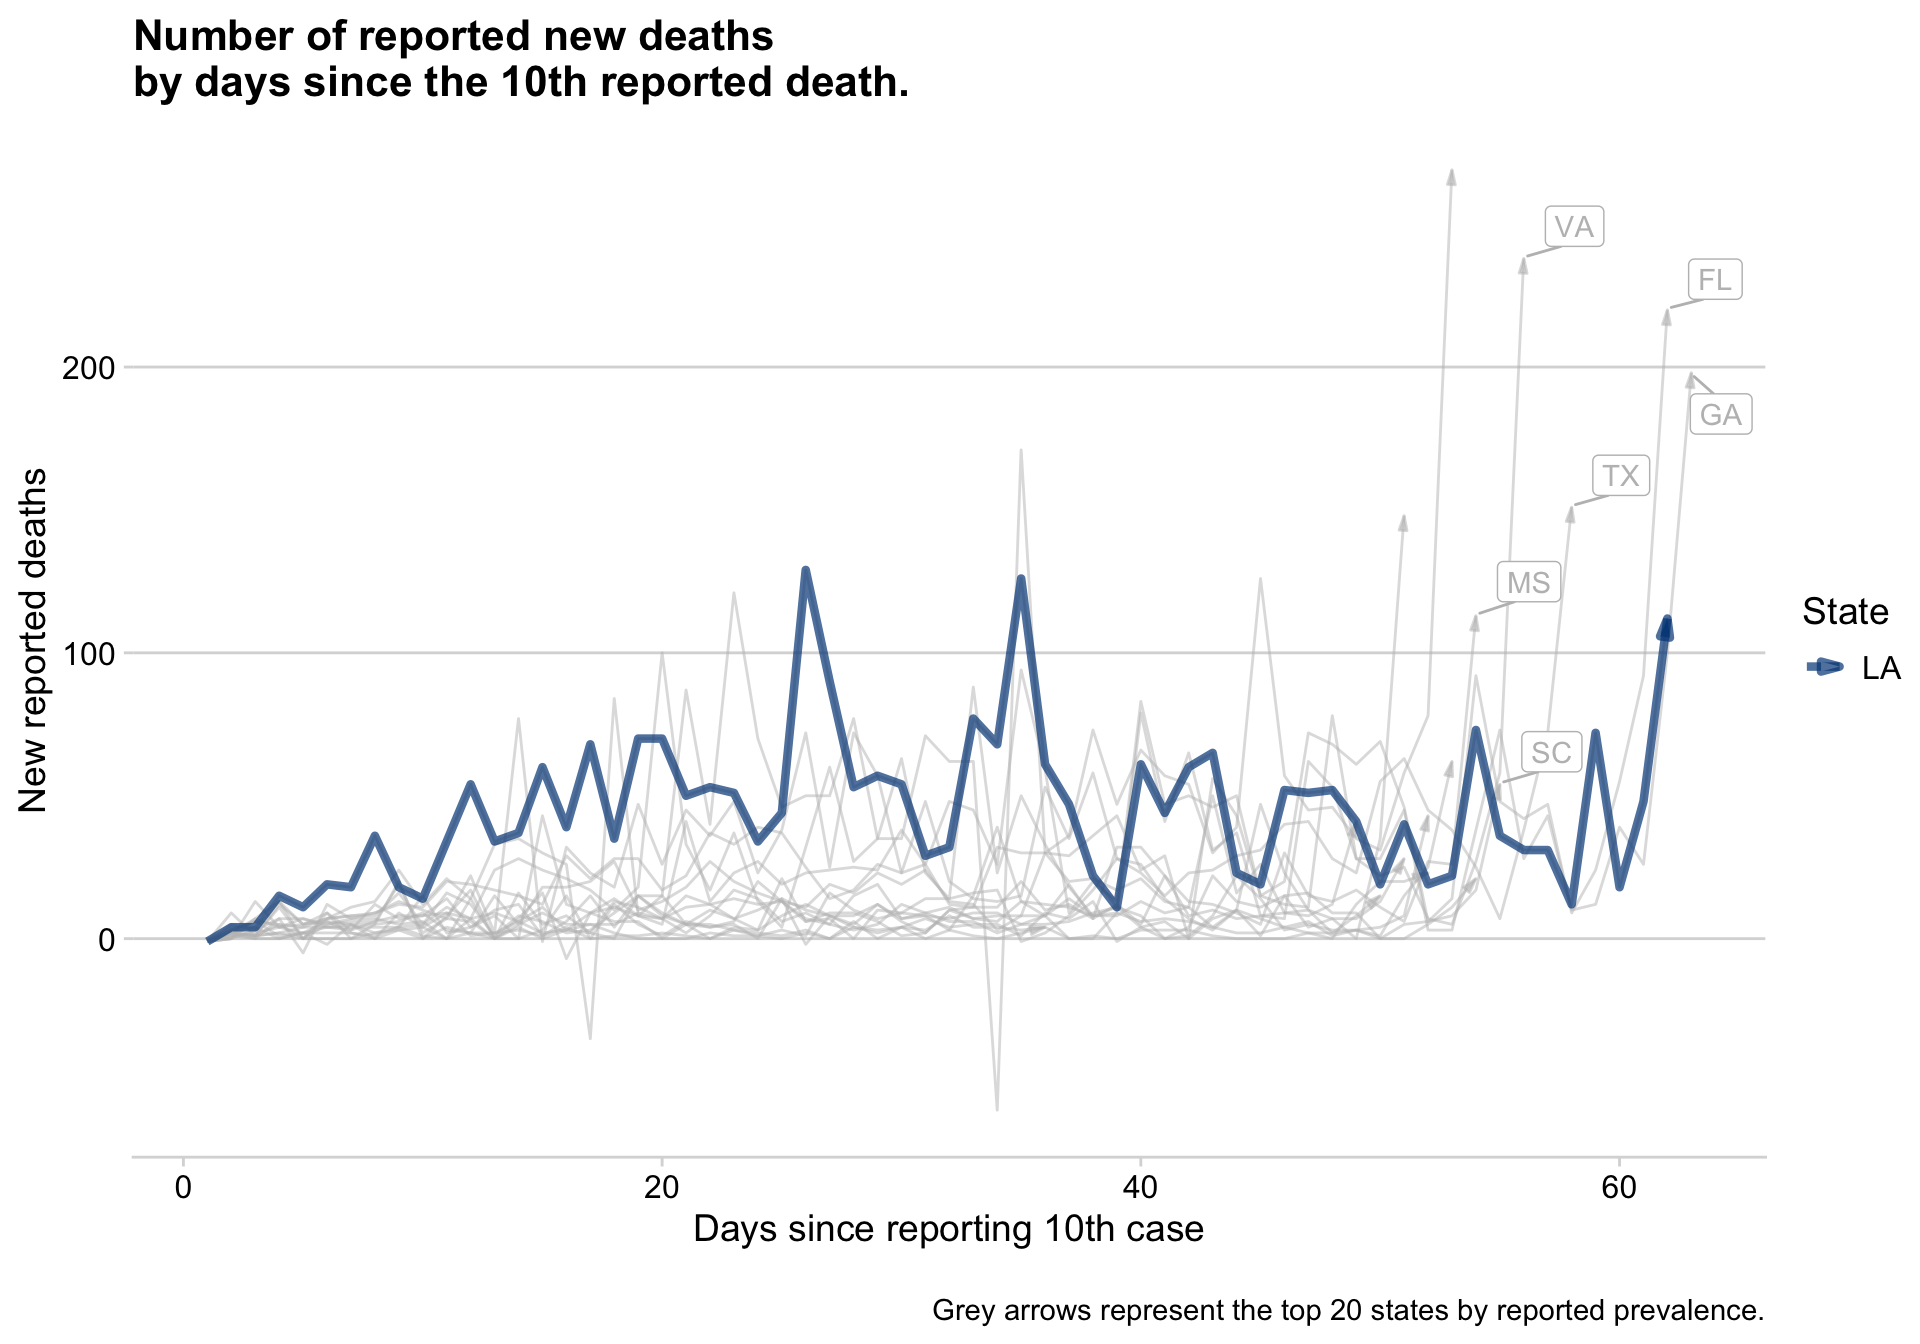 Number of reported new deaths
by days since the 10th reported death.
VA
FL
200
GA
TX
New reported deaths
MS
State
100
LA
SC
0
0 20 40 60
Days since reporting 10th case
Grey arrows represent the top 20 states by reported prevalence.